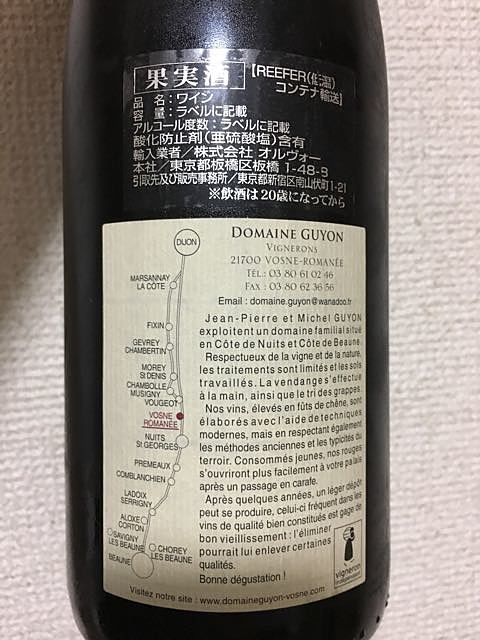 果実酒
【REEFER(低温)
コンテナ輸送】
品名：ワイン
容量：ラベルに記載
アルコール度数：ラベルに記載
酸化防止剤(亜硫酸塩)含有
輸入業者／株式会社 オルヴォー
本社／東京都板橋区板橋 1-48-9
引取先及び販売事務所／東京都新宿区南山伏町1-21
※飲酒は20歳になってから
DOMAINE GUYON
VIGNERONS
21700 VOSNE-ROMANÉE
TÉL : 03 80 61 02 46
FAX : 03 80 62 36 56
Email : domaine.guyon@wanadoo.fr
DIJON
MARSANNAY
LA CÔTE
FIXIN
GEVREY
CHAMBERTIN
MOREY
ST DENIS
CHAMBOLLE
MUSIGNY
VOUGEOT
VOSNE
ROMANÉE
NUITS
St GEORGES
PREMEAUX
COMBLANCHIEN
LADOIX
SERRIGNY
ALOXE
CORTON
SAVIGNY
LES BEAUNE
CHOREY
LES BEAUNE
BEAUNE
Jean-Pierre et Michel GUYON
exploitent un domaine familial situé
en Côte de Nuits et Côte de Beaune.
Respectueux de la vigne et de la nature,
les traitements sont limités et les sols
travaillés. La vendange s'effectue
à la main, ainsi que le tri des grappes.
Nos vins, élevés en fûts de chêne, sont
élaborés avec l'aide de techniques
modernes, mais en respectant également
les méthodes anciennes et les typicités du
terroir. Consommés jeunes, nos rouges
s'ouvriront plus facilement à votre palais
après un passage en carafe.
Après quelques années, un léger dépôt
peut se produire, celui-ci fréquent dans les
vins de qualité bien constitués est gage de
bon vieillissement : l'éliminer
pourrait lui enlever certaines
qualités.
Bonne dégustation !
vigneron
indépendant
Visitez notre site : www.domaineguyon-vosne.com